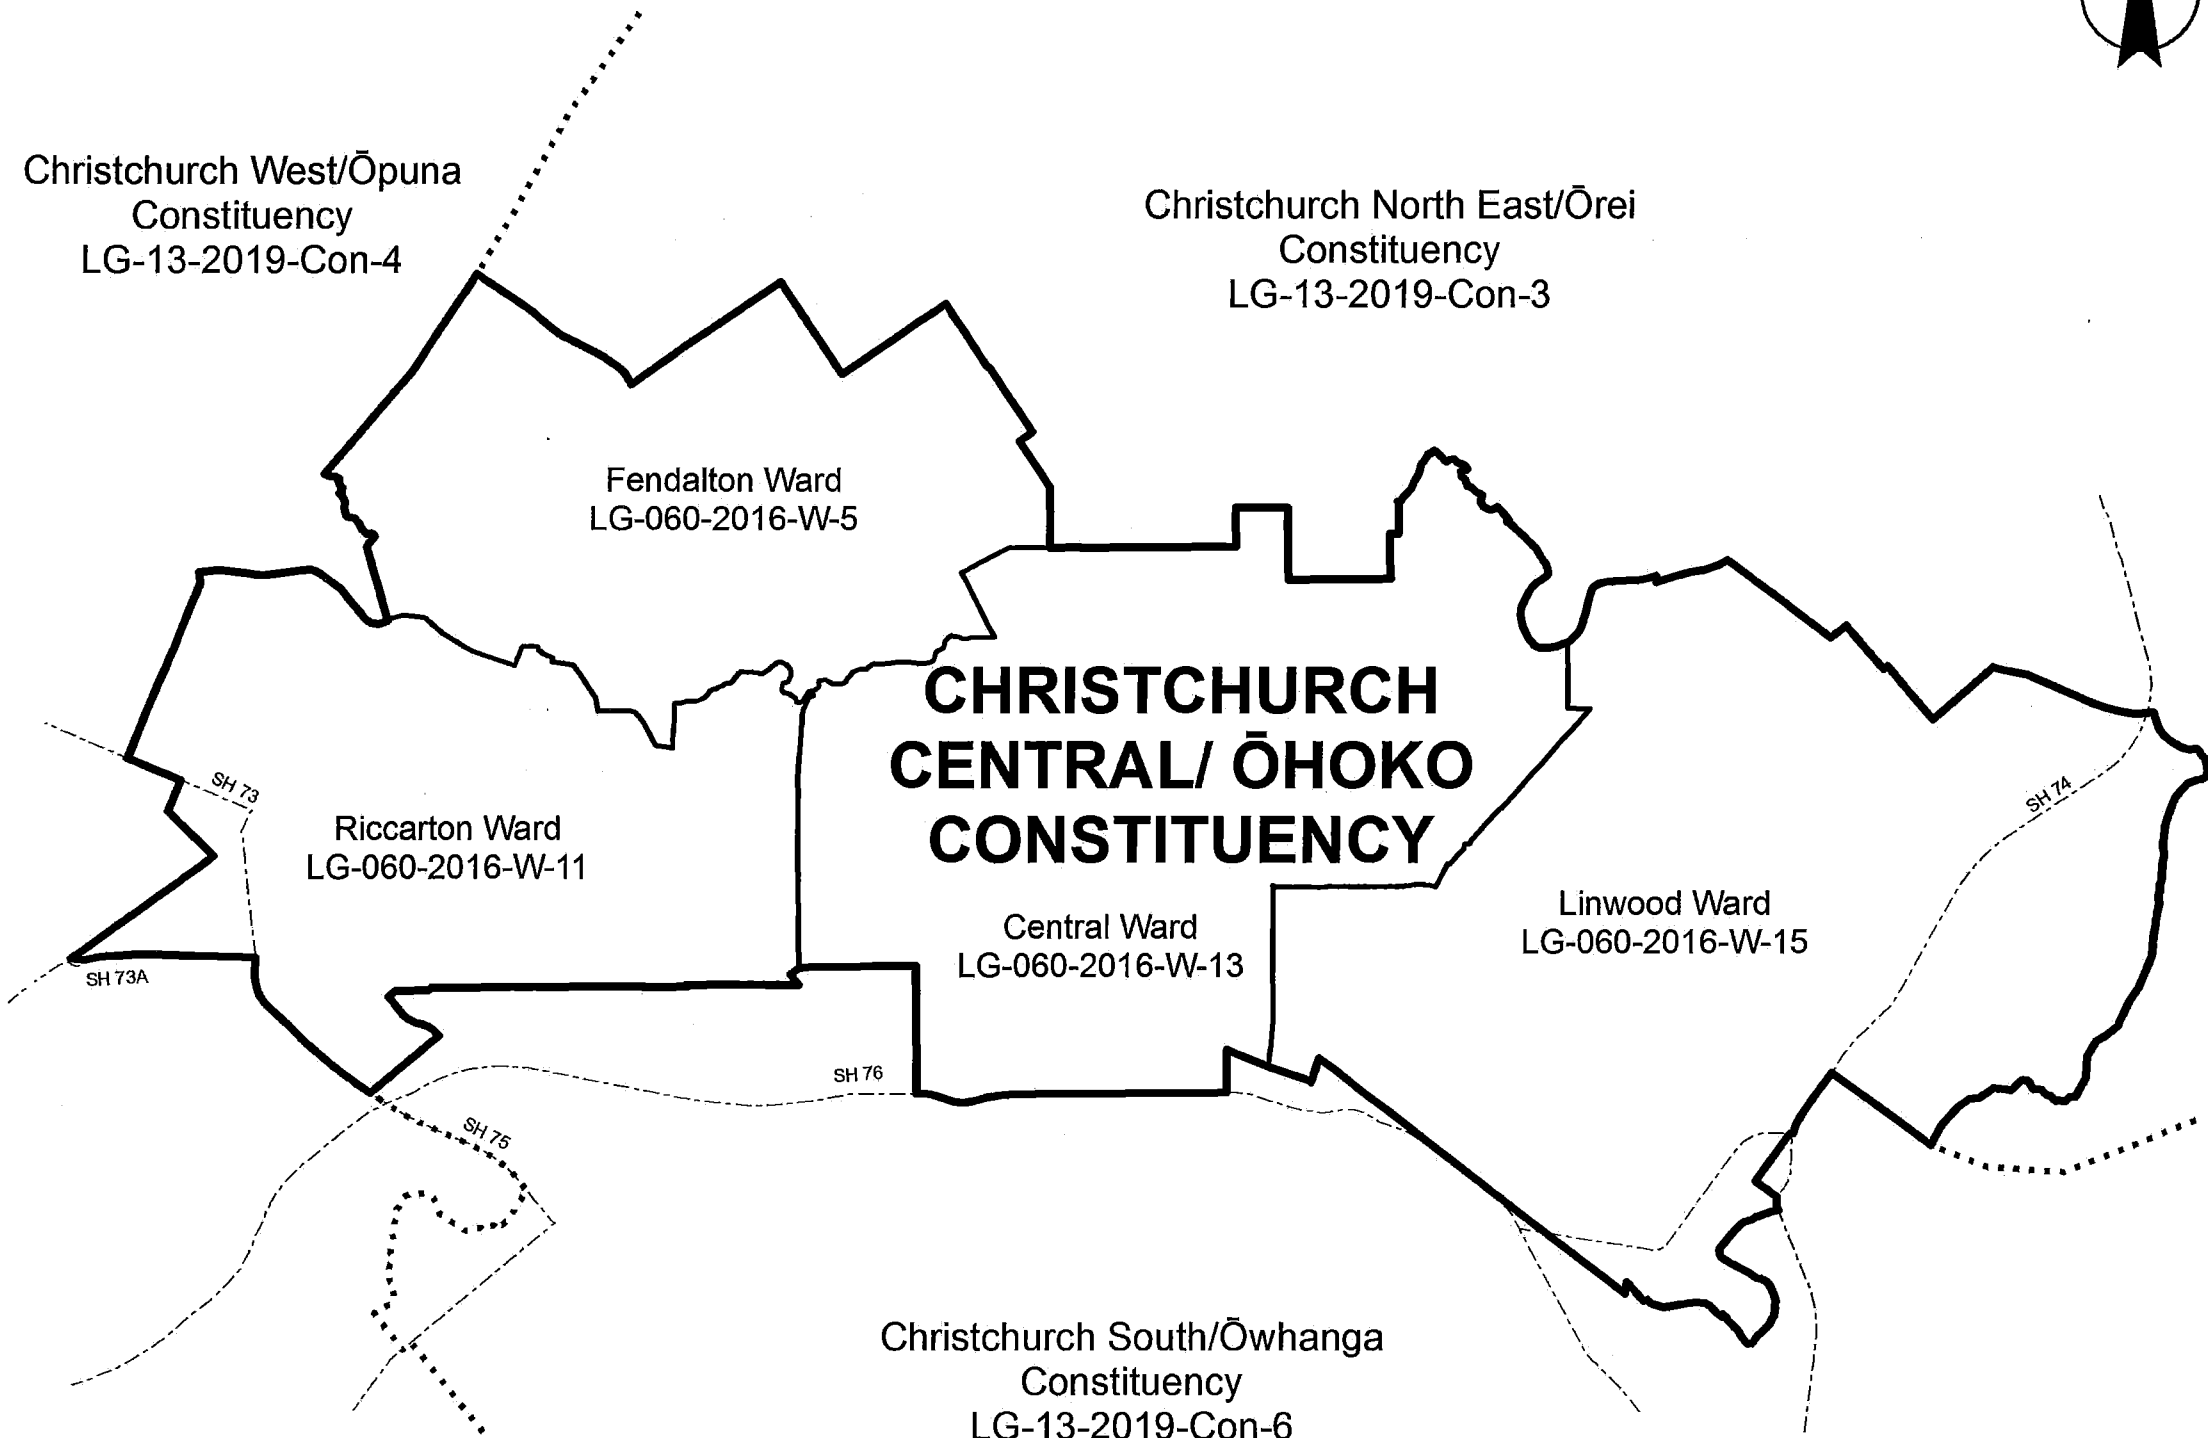 Christchurch West/Ōpuna
Constituency
LG-13-2019-Con-4
Christchurch North East/Ōrei
Constituency
LG-13-2019-Con-3
Fendalton Ward
LG-060-2016-W-5
CHRISTCHURCH
CENTRAL/ ŌHOKO
CONSTITUENCY
SH 73
SH 74
Riccarton Ward
LG-060-2016-W-11
Linwood Ward
LG-060-2016-W-15
Central Ward
LG-060-2016-W-13
SH 73A
SH 76
SH 75
Christchurch South/Ōwhanga
Constituency
LG-13-2019-Con-6